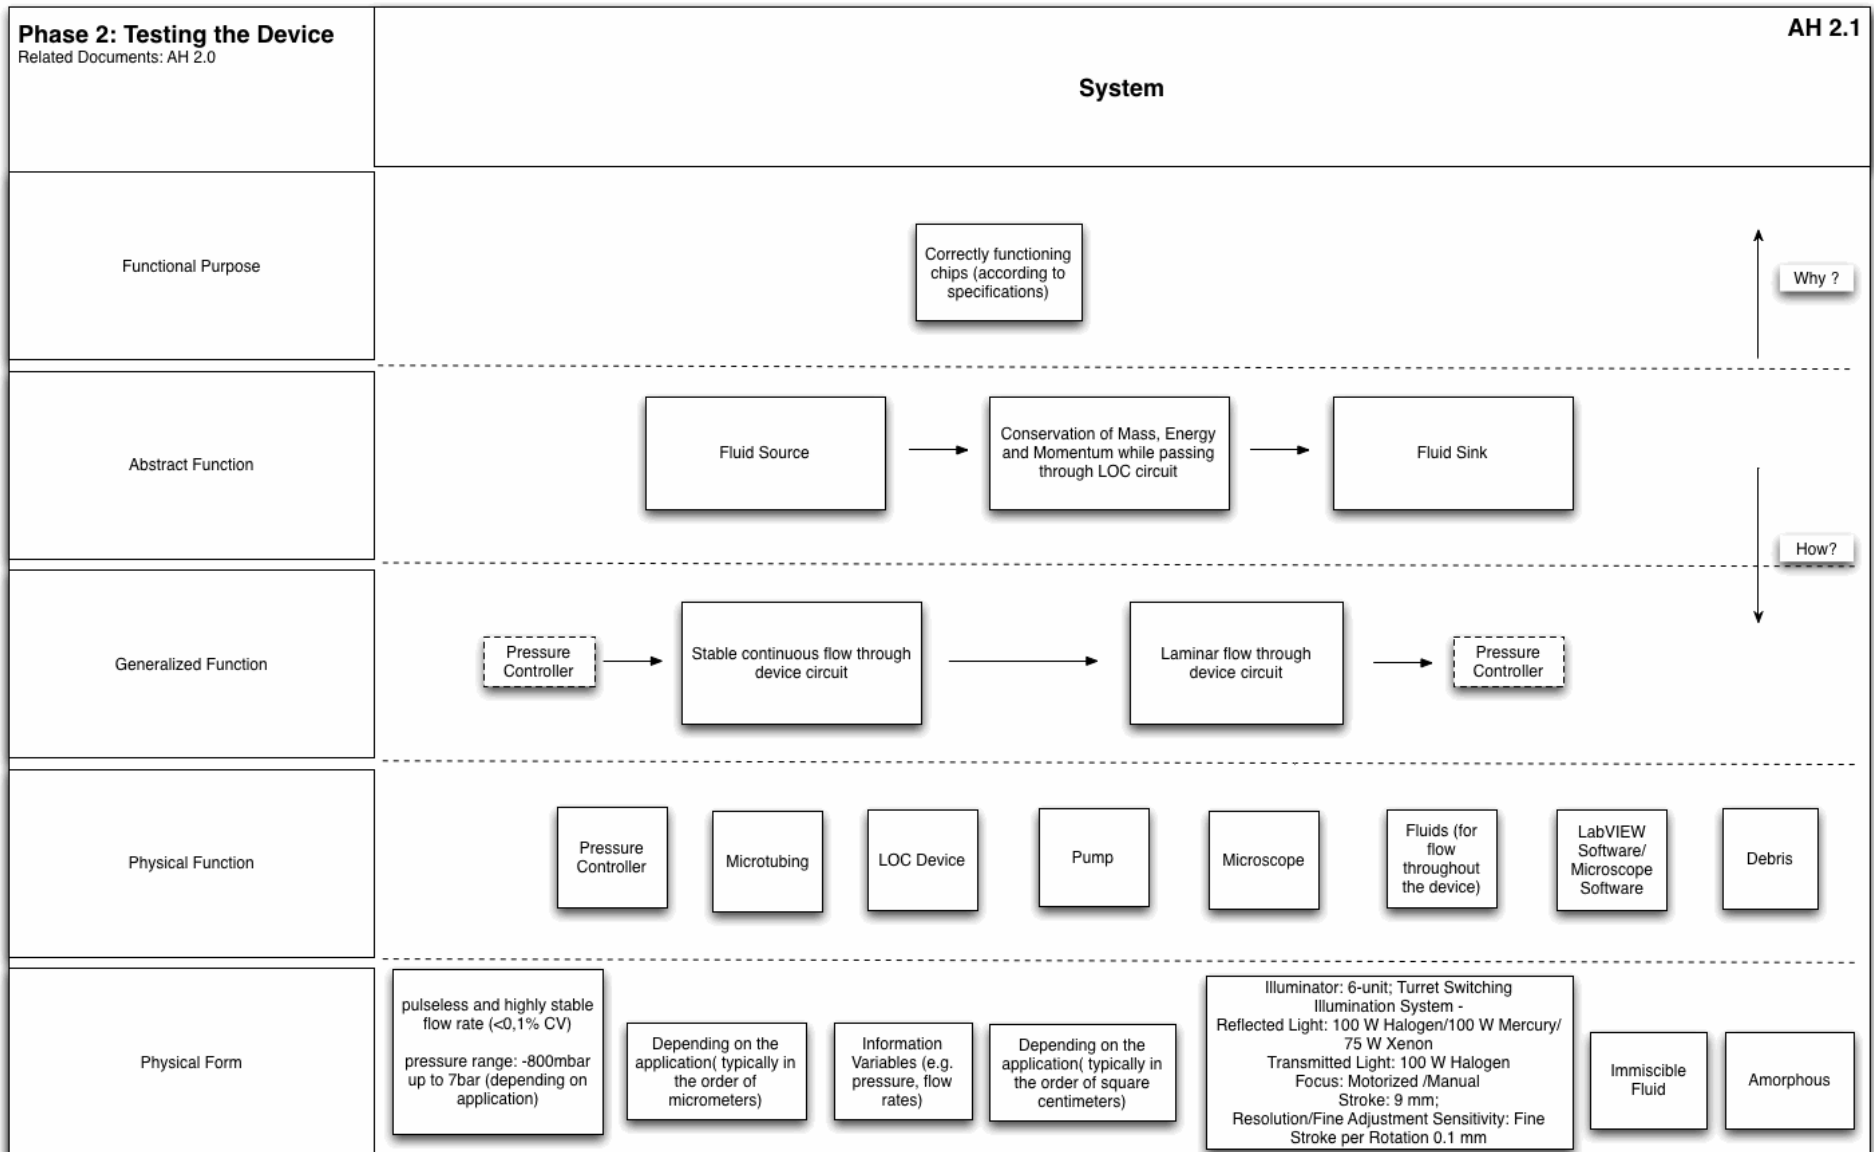 Phase 2: Testing the Device
Related Documents: AH 2.0
AH 2.1
System
Functional Purpose
Correctly functioning
chips (according to
specifications)
Why ?
Abstract Function
Fluid Source
Conservation of Mass, Energy
and Momentum while passing
through LOC circuit
Fluid Sink
How?
Generalized Function
Pressure
Controller
Stable continuous flow through
device circuit
Laminar flow through
device circuit
Pressure
Controller
Physical Function
Pressure
Controller
Microtubing
LOC Device
Pump
Microscope
Fluids (for
flow
throughout
the device)
LabVIEW
Software/
Microscope
Software
Debris
Physical Form
pulseless and highly stable
flow rate (<0,1% CV)
pressure range: -800mbar
up to 7bar (depending on
application)
Depending on the
application( typically in
the order of
micrometers)
Information
Variables (e.g.
pressure, flow
rates)
Depending on the
application( typically in
the order of square
centimeters)
Illuminator: 6-unit; Turret Switching
Illumination System -
Reflected Light: 100 W Halogen/100 W Mercury/
75 W Xenon
Transmitted Light: 100 W Halogen
Focus: Motorized /Manual
Stroke: 9 mm;
Resolution/Fine Adjustment Sensitivity: Fine
Stroke per Rotation 0.1 mm
Immiscible
Fluid
Amorphous